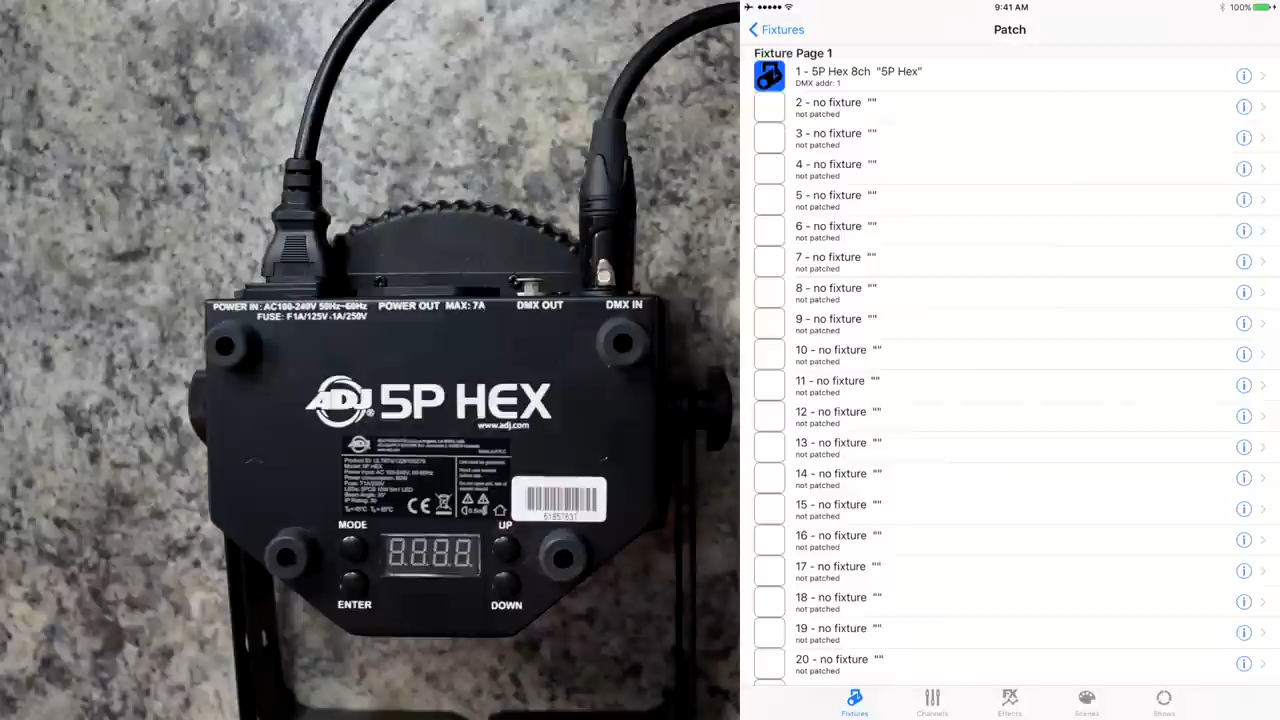 POWER IN: AC100-240V 50Hz~60Hz
FUSE: F1A/125V -1A/250V
POWER OUT MAX: 7A
DMX OUT
DMX IN
ADJ 5P HEX
www.adj.com
61857637
MODE
UP
ENTER
DOWN
9:41 AM
100%
Fixtures
Patch
Fixture Page 1
1 - 5P Hex 8ch "5P Hex"
DMX addr: 1
2 - no fixture ""
not patched
3 - no fixture ""
not patched
4 - no fixture ""
not patched
5 - no fixture ""
not patched
6 - no fixture ""
not patched
7 - no fixture ""
not patched
8 - no fixture ""
not patched
9 - no fixture ""
not patched
10 - no fixture ""
not patched
11 - no fixture ""
not patched
12 - no fixture ""
not patched
13 - no fixture ""
not patched
14 - no fixture ""
not patched
15 - no fixture ""
not patched
16 - no fixture ""
not patched
17 - no fixture ""
not patched
18 - no fixture ""
not patched
19 - no fixture ""
not patched
20 - no fixture ""
not patched
Fixtures
Channels
FX
Effects
Scenes
Shows